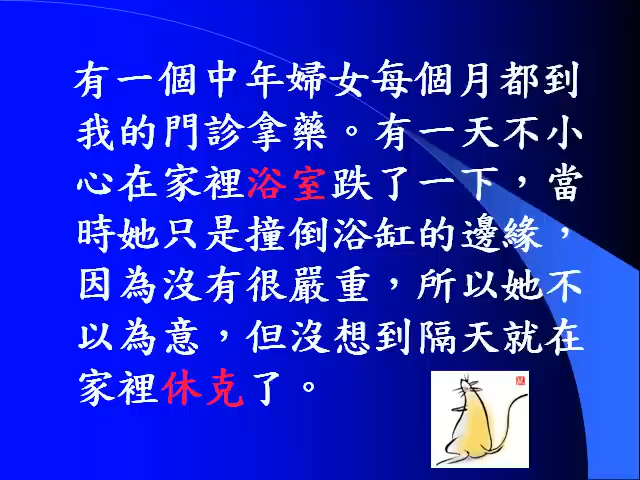 有一個中年婦女每個月都到
我的門診拿藥。有一天不小
心在家裡浴室跌了一下，當
時她只是撞倒浴缸的邊緣，
因為沒有很嚴重，所以她不
以為意，但沒想到隔天就在
家裡休克了。